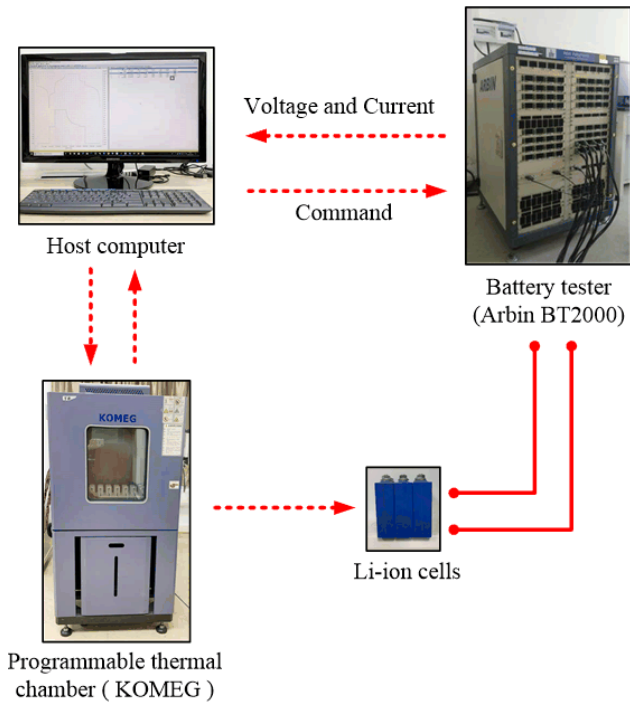 ARBIN
Voltage and Current
Command
Host computer
Battery tester
(Arbin BT2000)
KOMEG
Li-ion cells
Programmable thermal
chamber ( KOMEG )